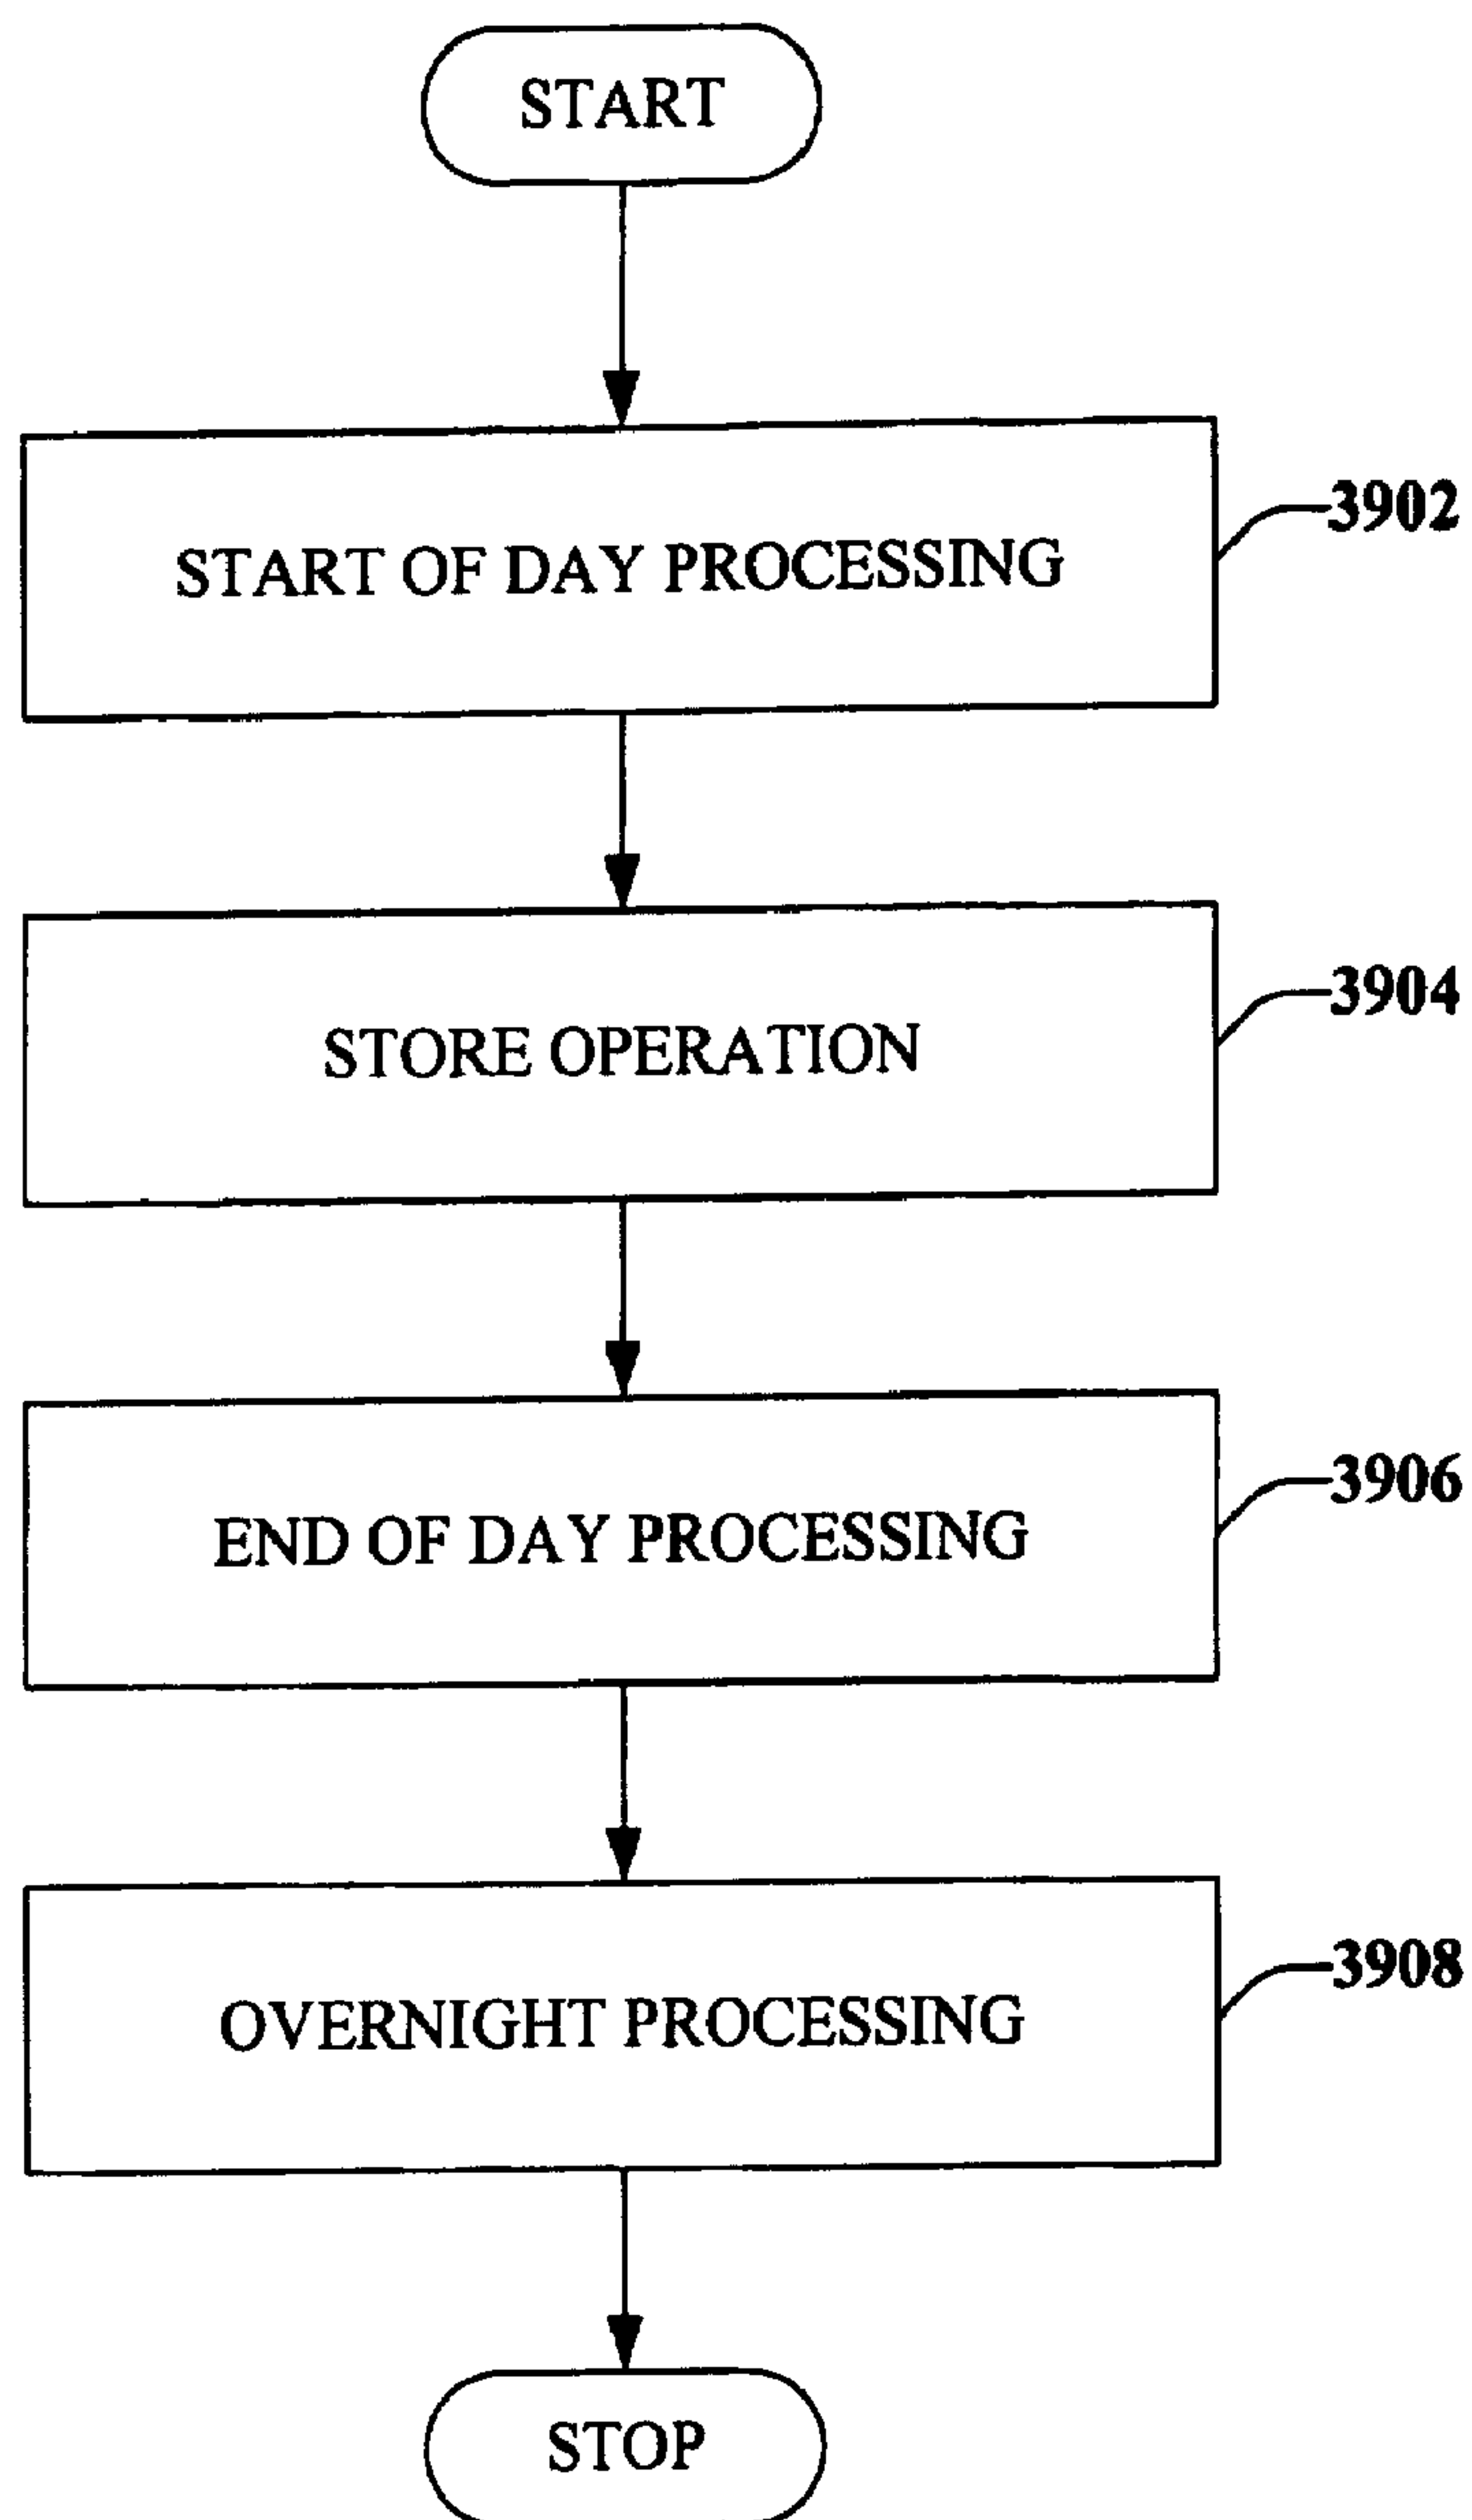 START
START OF DAY PROCESSING
3902
STORE OPERATION
3904
END OF DAY PROCESSING
3906
OVERNIGHT PROCESSING
3908
STOP